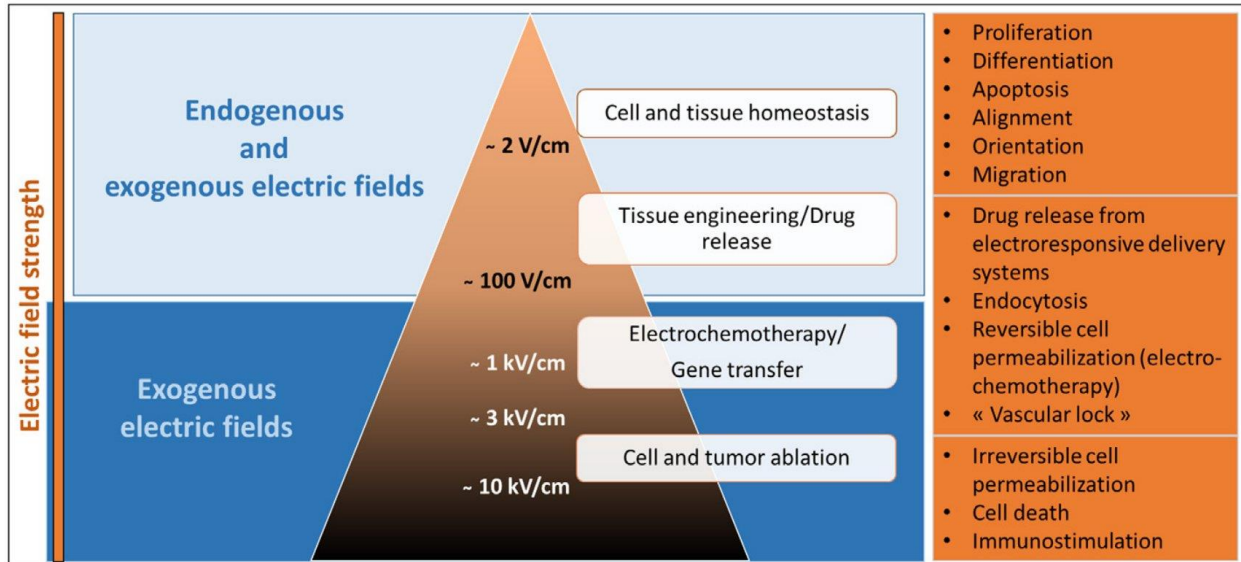 Electric field strength
Endogenous
and
exogenous electric fields
Exogenous
electric fields
~ 2 V/cm
~ 100 V/cm
~ 1 kV/cm
~ 3 kV/cm
~ 10 kV/cm
Cell and tissue homeostasis
Tissue engineering/Drug
release
Electrochemotherapy/
Gene transfer
Cell and tumor ablation
• Proliferation
• Differentiation
• Apoptosis
• Alignment
• Orientation
• Migration
• Drug release from
electroresponsive delivery
systems
• Endocytosis
• Reversible cell
permeabilization (electro-
chemotherapy)
• « Vascular lock »
• Irreversible cell
permeabilization
• Cell death
• Immunostimulation